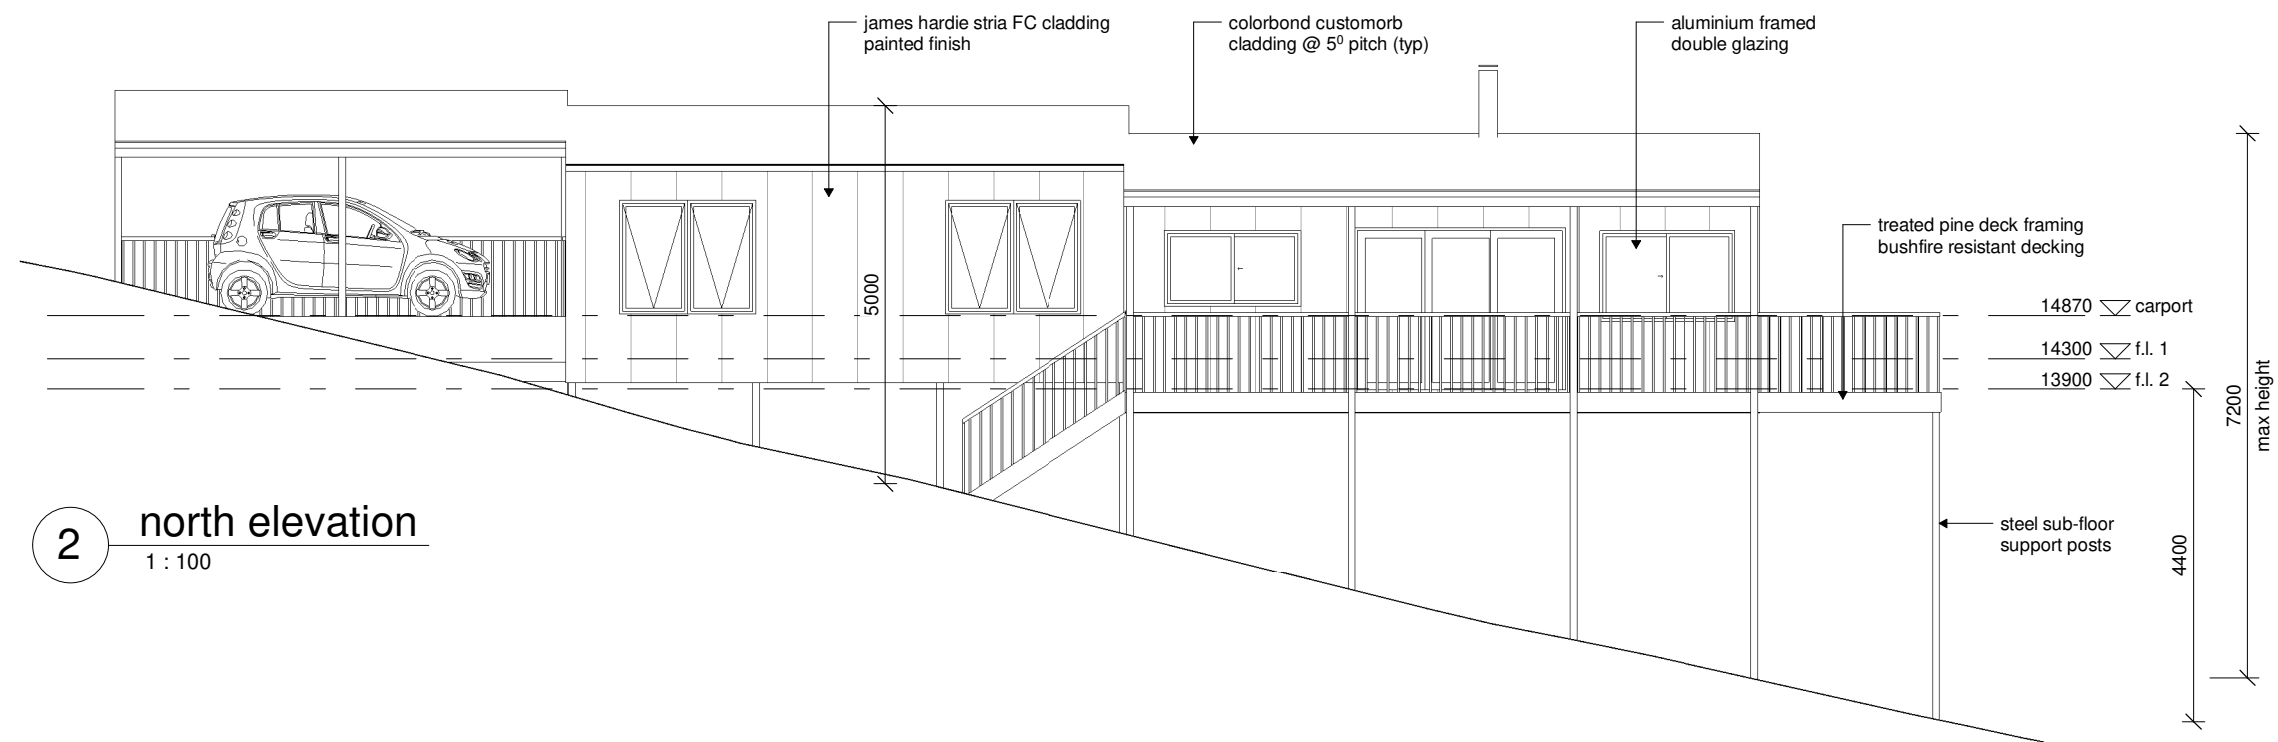 james hardie stria FC cladding
painted finish
colorbond customorb
cladding @ 5⁰ pitch (typ)
aluminium framed
double glazing
treated pine deck framing
bushfire resistant decking
5000
14870 carport
14300 f.l. 1
13900 f.l. 2
7200
max height
4400
steel sub-floor
support posts
2
north elevation
1 : 100